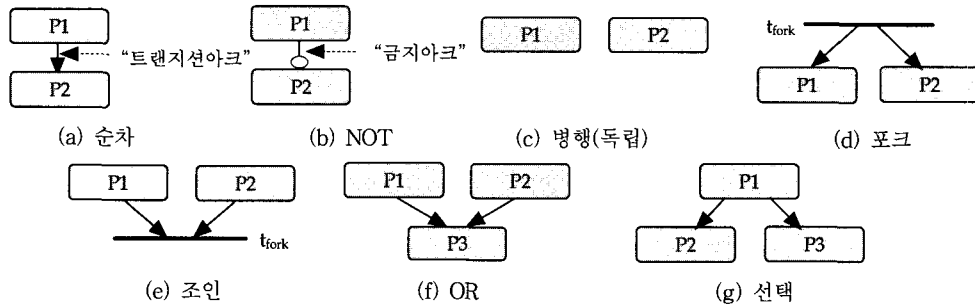 P1
"트랜지션아크"
P2
(a) 순차
P1
"금지아크"
P2
(b) NOT
P1 P2
(c) 병행(독립)
t_fork
P1 P2
(d) 포크
P1 P2
t_fork
(e) 조인
P1 P2
P3
(f) OR
P1
P2 P3
(g) 선택